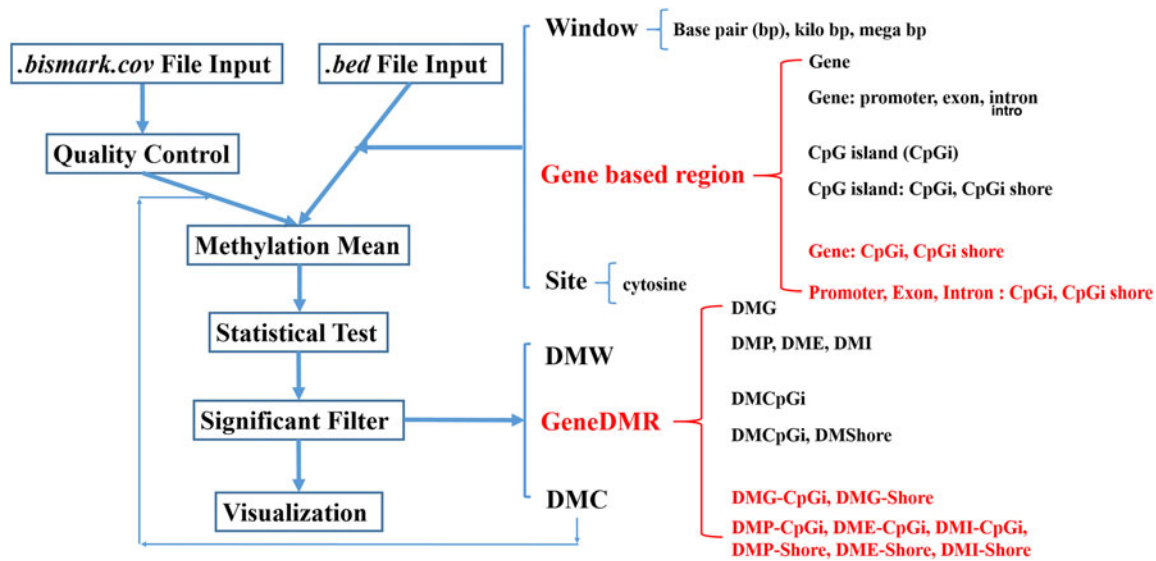 .bismark.cov File Input
.bed File Input
Quality Control
Methylation Mean
Statistical Test
Significant Filter
Visualization
Window
Base pair (bp), kilo bp, mega bp
Gene based region
Gene
Gene: promoter, exon, intron
intro
CpG island (CpGi)
CpG island: CpGi, CpGi shore
Gene: CpGi, CpGi shore
Promoter, Exon, Intron : CpGi, CpGi shore
Site
cytosine
DMW
GeneDMR
DMG
DMP, DME, DMI
DMCpGi
DMCpGi, DMShore
DMG-CpGi, DMG-Shore
DMP-CpGi, DME-CpGi, DMI-CpGi,
DMP-Shore, DME-Shore, DMI-Shore
DMC